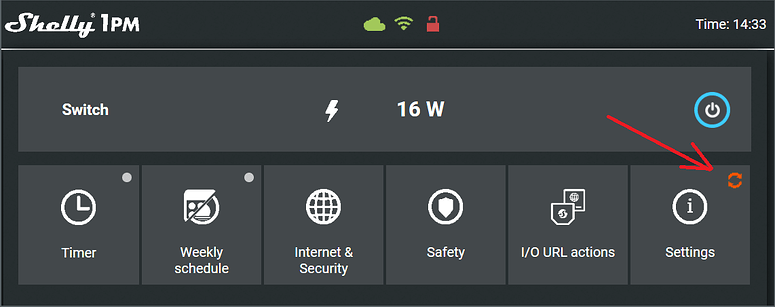 Shelly® 1PM
Time: 14:33
Switch
16 W
Timer
Weekly
schedule
Internet &
Security
Safety
I/O URL actions
Settings